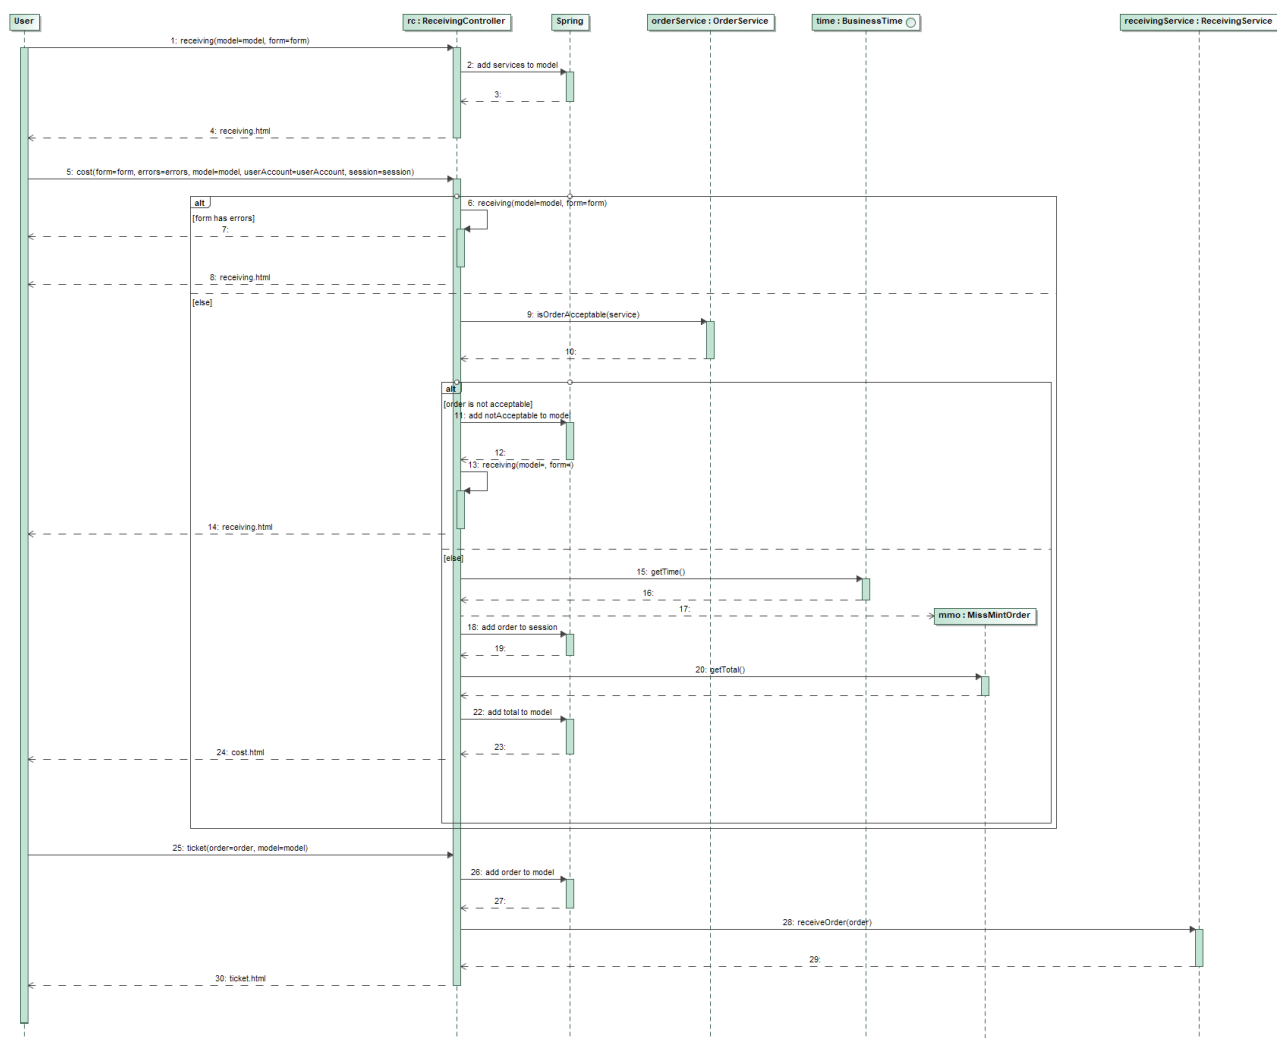 User
rc : ReceivingController
Spring
orderService : OrderService
time : BusinessTime
receivingService : ReceivingService
1: receiving(model=model, form=form)
2: add services to model
3:
4: receiving.html
5: cost(form=form, errors=errors, model=model, userAccount=userAccount, session=session)
alt
6: receiving(model=model, form=form)
[form has errors]
7:
8: receiving.html
[else]
9: isOrderAcceptable(service)
10:
alt
[order is not acceptable]
11: add notAcceptable to model
12:
13: receiving(model=, form=)
14: receiving.html
[else]
15: getTime()
16:
17:
mmo : MissMintOrder
18: add order to session
19:
20: getTotal()
22: add total to model
23:
24: cost.html
25: ticket(order=order, model=model)
26: add order to model
27:
28: receiveOrder(order)
29:
30: ticket.html